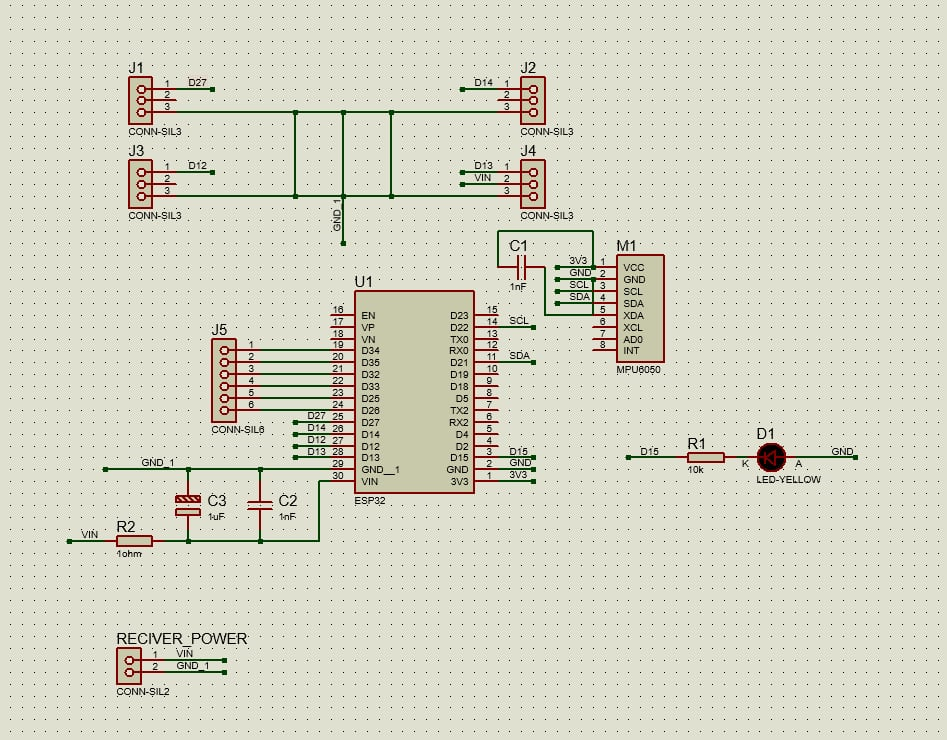 J1
1 D27
2
3
CONN-SIL3
J2
D14 1
2
3
CONN-SIL3
J3
1 D12
2
3
CONN-SIL3
J4
D13 1
VIN 2
3
CONN-SIL3
GND_1
C1
1nF
M1
3V3 1 VCC
GND 2 GND
SCL 3 SCL
SDA 4 SDA
5 XDA
6 XCL
7 AD0
8 INT
MPU6050
U1
16 EN D23 15
17 VP D22 14 SCL
18 VN TX0 13
19 D34 RX0 12
20 D35 D21 11 SDA
21 D32 D19 10
22 D33 D18 9
23 D25 D5 8
24 D26 TX2 7
D27 25 D27 RX2 6
D14 26 D14 D4 5
D12 27 D12 D2 4
D13 28 D13 D15 3 D15
29 GND__1 GND 2 GND
30 VIN 3V3 1 3V3
ESP32
J5
1
2
3
4
5
6
CONN-SIL6
GND_1
C3
1uF
C2
1nF
VIN
R2
1ohm
D15
R1
10k
D1
K A
GND
LED-YELLOW
RECIVER_POWER
1 VIN
2 GND_1
CONN-SIL2